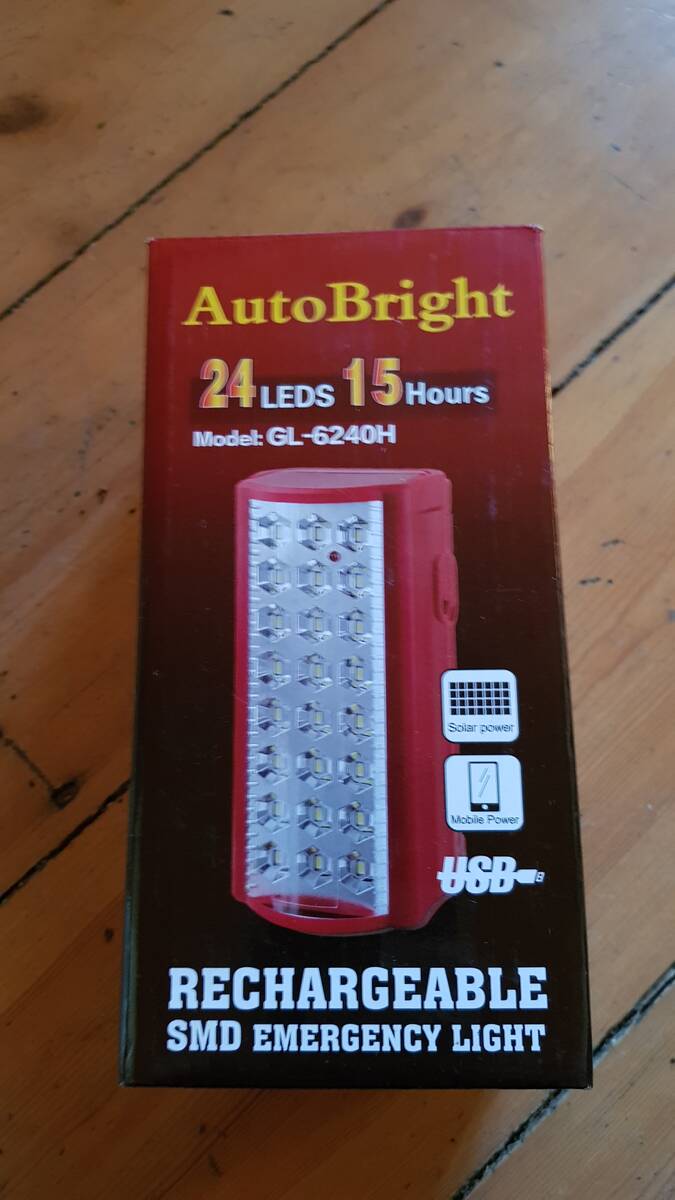 AutoBright
24 LEDS 15 Hours
Model: GL-6240H
Solar power
Mobile Power
USB
RECHARGEABLE
SMD EMERGENCY LIGHT